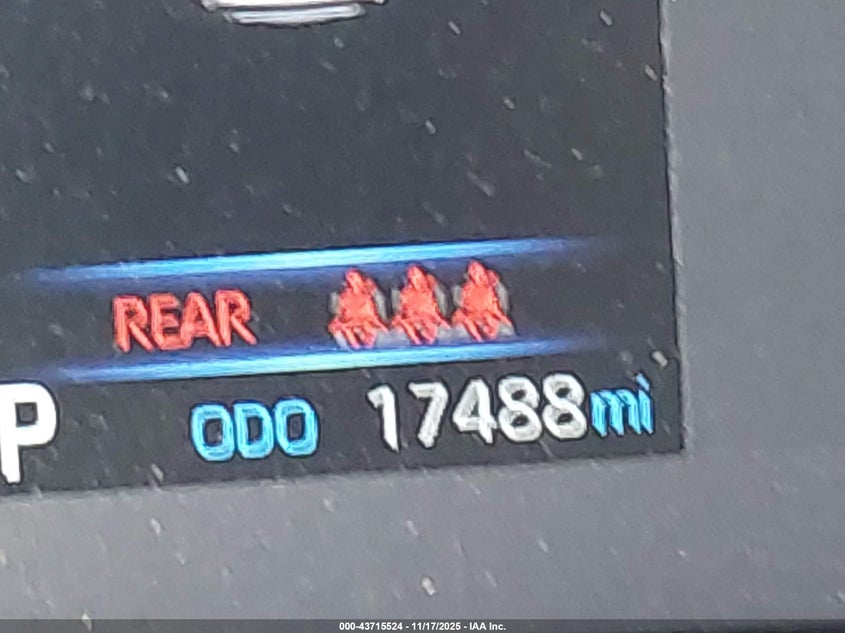 REAR
P ODO 17488mi
000-43715524 - 11/17/2025 - IAA Inc.